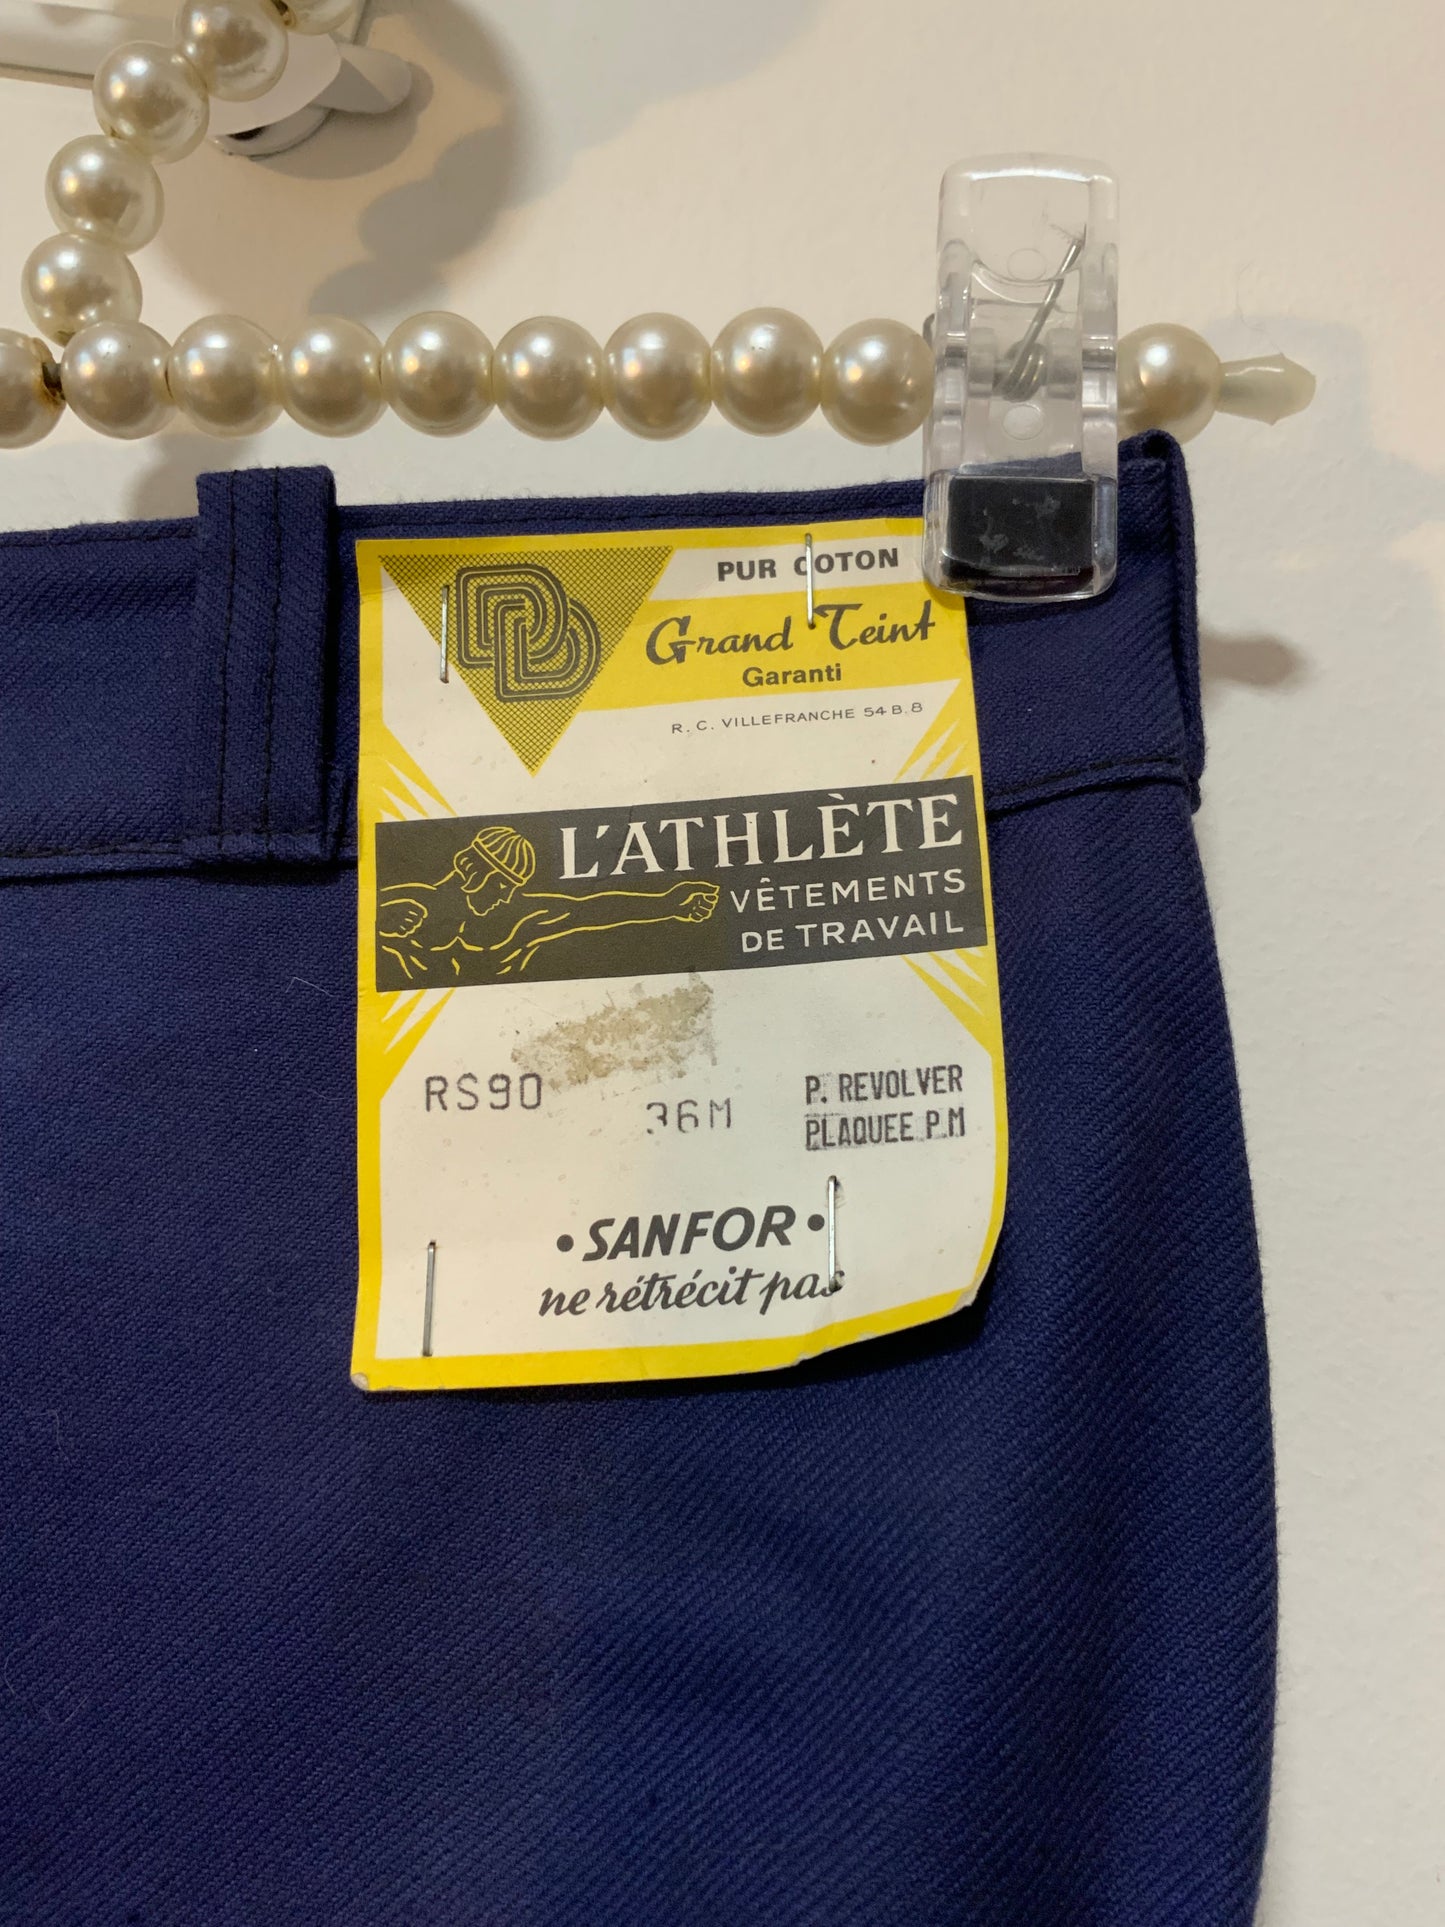 DD
PUR COTON
Grand Teint
Garanti
R. C. VILLEFRANCHE 54 B. 8
L'ATHLÈTE
VÊTEMENTS
DE TRAVAIL
RS90
36M
P. REVOLVER
PLAQUEE P.M
• SANFOR •
ne rétrécit pas